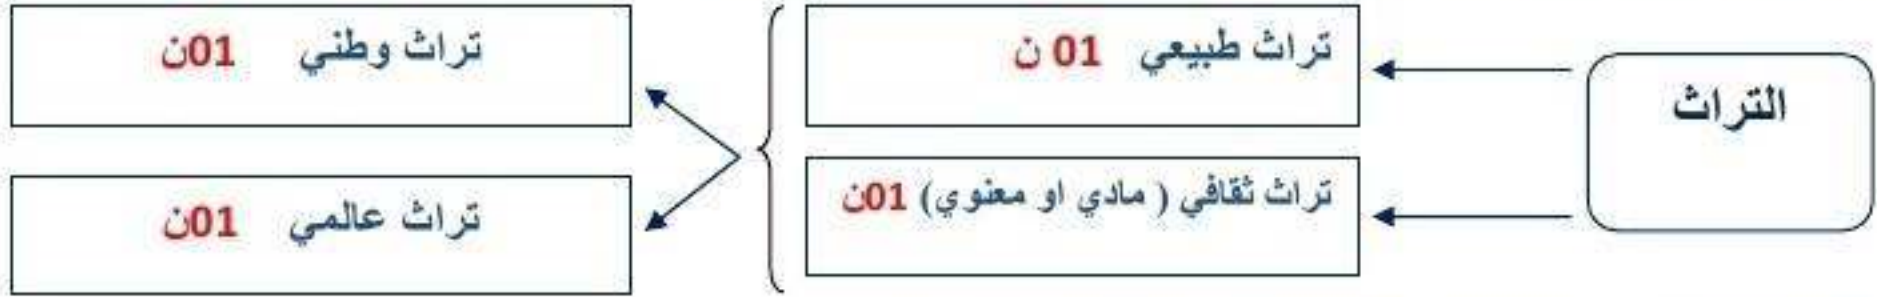 التراث
تراث طبيعي 01 ن
تراث ثقافي ( مادي او معنوي) 01ن
تراث وطني 01ن
تراث عالمي 01ن